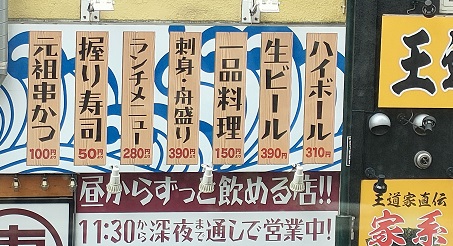 ハイボール
310円
生ビール
390円
一品料理
150円
刺身・舟盛り
390円
ランチメニュー
280円
握り寿司
50円
元祖串かつ
100円
昼からずっと飲める店!!
11:30から深夜まで通しで営業中!
王道
王道家直伝
家系